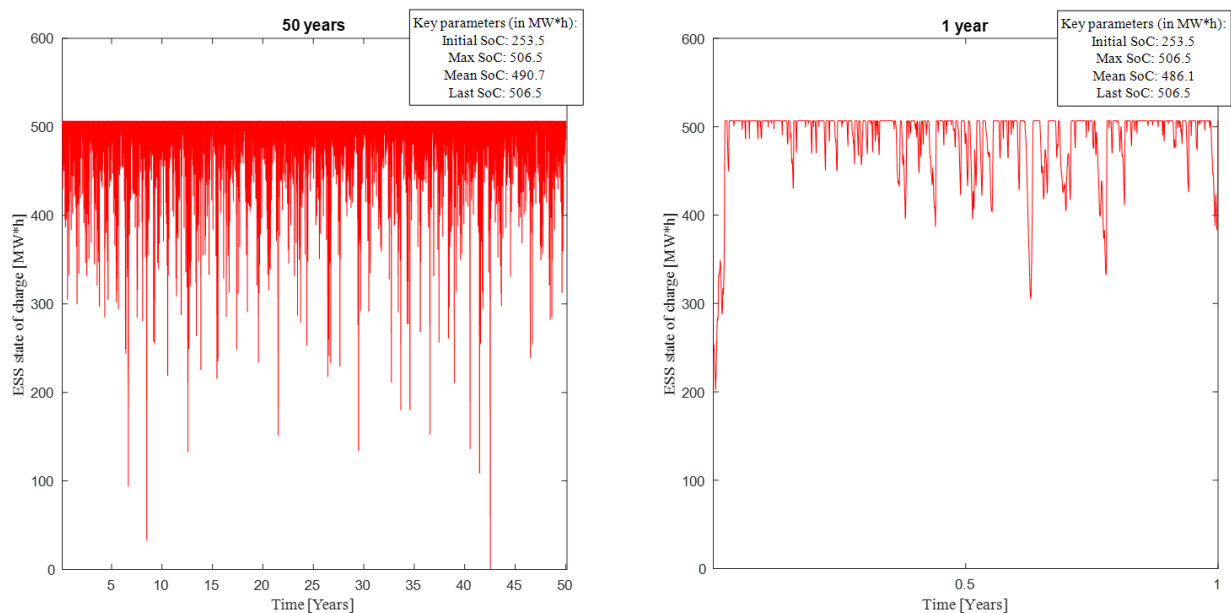 50 years
Key parameters (in MW*h):
Initial SoC: 253.5
Max SoC: 506.5
Mean SoC: 490.7
Last SoC: 506.5
600
500
400
300
200
100
0
ESS state of charge [MW*h]
5 10 15 20 25 30 35 40 45 50
Time [Years]
1 year
Key parameters (in MW*h):
Initial SoC: 253.5
Max SoC: 506.5
Mean SoC: 486.1
Last SoC: 506.5
600
500
400
300
200
100
0
ESS state of charge [MW*h]
0.5 1
Time [Years]